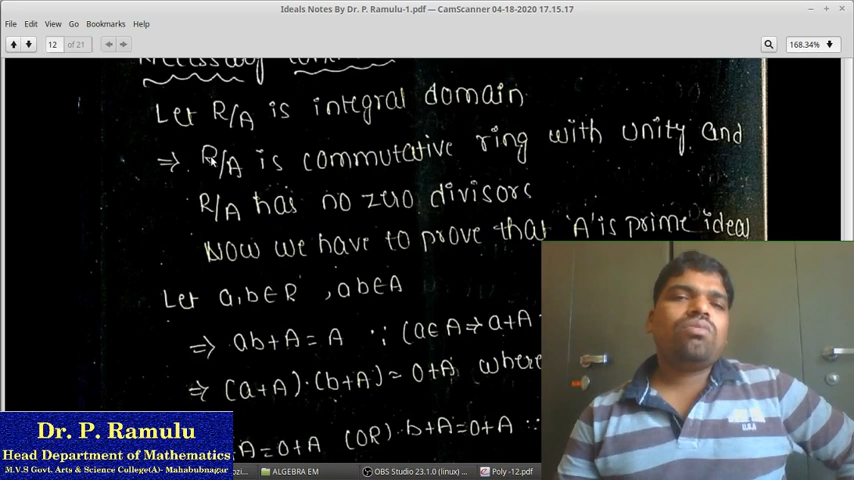 Ideals Notes By Dr. P. Ramulu-1.pdf — CamScanner 04-18-2020 17.15.17
File Edit View Go Bookmarks Help
12 of 21 168.34%
Necessary
Let R/A is integral domain
⇒ R/A is commutative ring with unity and
R/A has no zero divisors
Now we have to prove that 'A' is prime ideal
Let a,b∈R , ab∈A
⇒ ab+A = A ∵ (a∈A ⇒ a+A
⇒ (a+A)·(b+A) = 0+A where
A = 0+A (OR) b+A = 0+A ∵
Dr. P. Ramulu
Head Department of Mathematics
M.V.S Govt. Arts & Science College(A)- Mahabubnagar
ALGEBRA EM
OBS Studio 23.1.0 (linux) ...
Poly -12.pdf